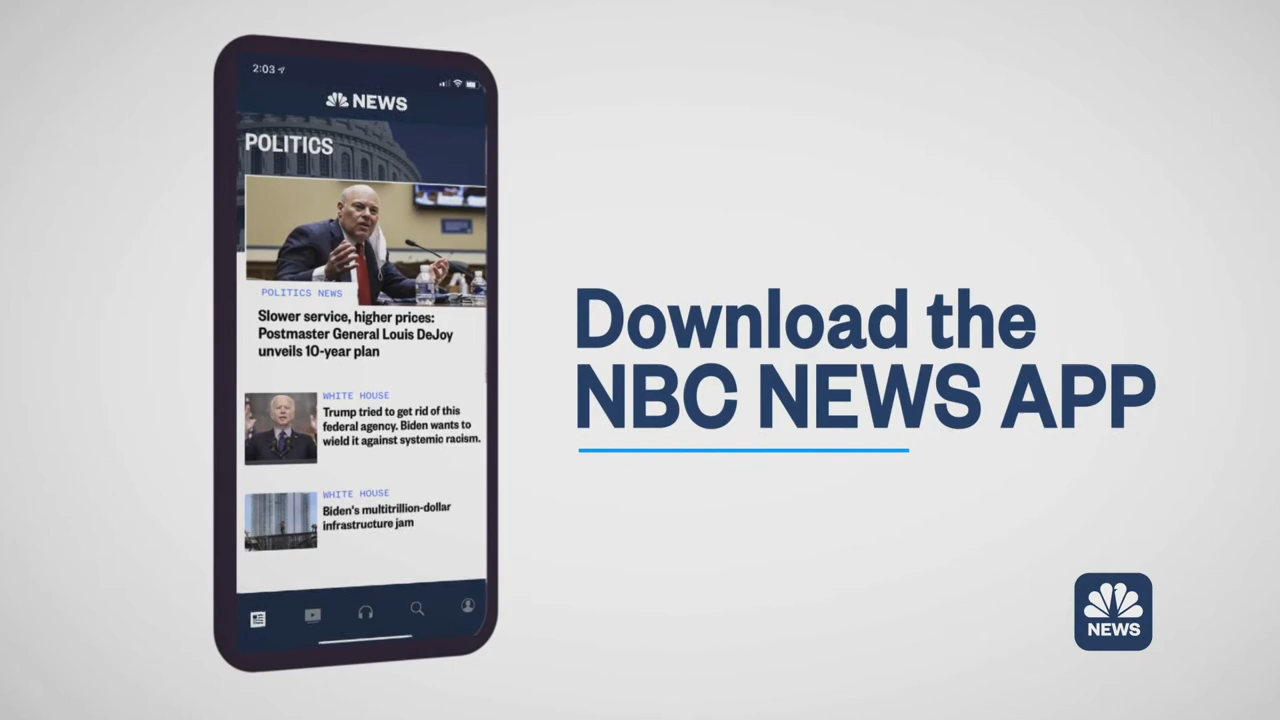 2:03
NEWS
POLITICS
POLITICS NEWS
Slower service, higher prices:
Postmaster General Louis DeJoy
unveils 10-year plan
WHITE HOUSE
Trump tried to get rid of this
federal agency. Biden wants to
wield it against systemic racism.
WHITE HOUSE
Biden's multitrillion-dollar
infrastructure jam
Download the
NBC NEWS APP
NEWS